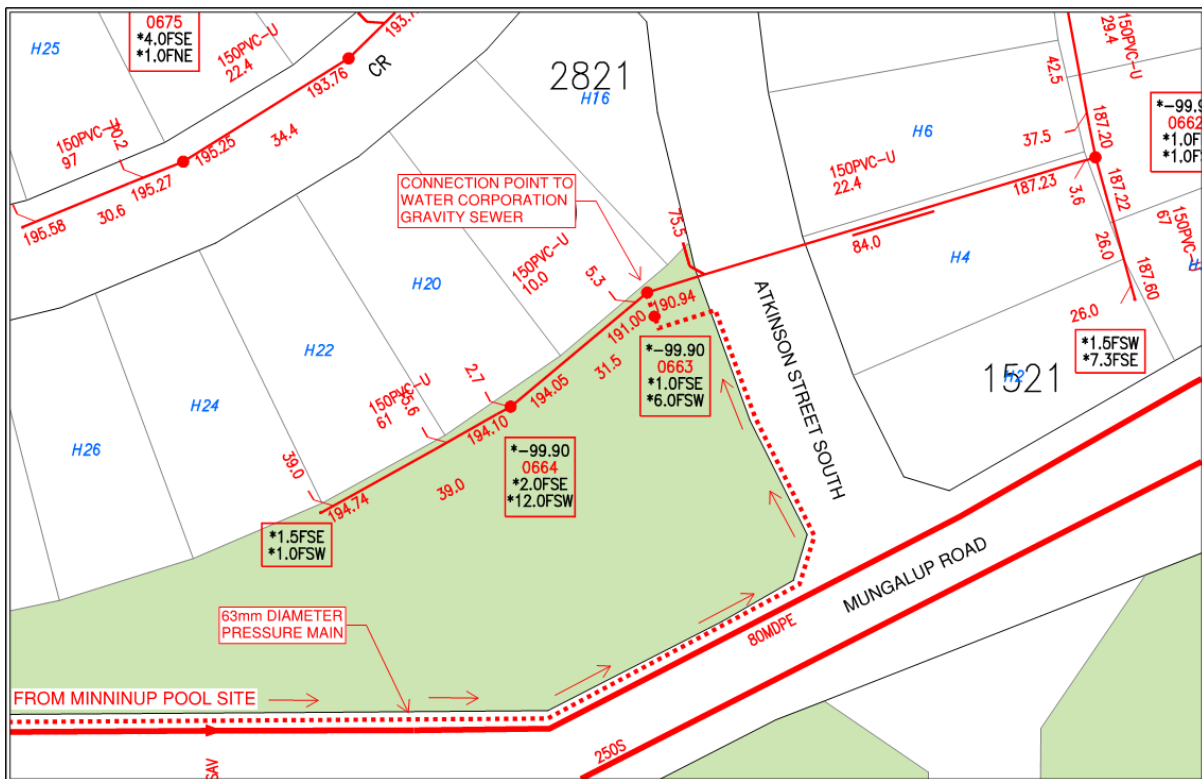 0675
*4.0FSE
*1.0FNE
H25
150PVC-U
22.4
193.76
CR
2821
H16
150PVC-U
29.4
42.5
H6
37.5
187.20
0662
150PVC-U
97
195.25
34.4
195.27
30.6
195.58
CONNECTION POINT TO
WATER CORPORATION
GRAVITY SEWER
150PVC-U
22.4
187.23
3.6
187.22
75.5
84.0
H4
26.0
187.60
150PVC-U
67
26.0
*1.5FSW
*7.3FSE
1521
H2
150PVC-U
10.0
5.3
H20
190.94
191.00
31.5
ATKINSON STREET SOUTH
*-99.90
0663
*1.0FSE
*6.0FSW
H22
2.7
194.05
150PVC-U
61
194.10
H24
H26
39.0
39.0
194.74
*-99.90
0664
*2.0FSE
*12.0FSW
*1.5FSE
*1.0FSW
MUNGALUP ROAD
63mm DIAMETER
PRESSURE MAIN
80MDPE
FROM MINNINUP POOL SITE
250S